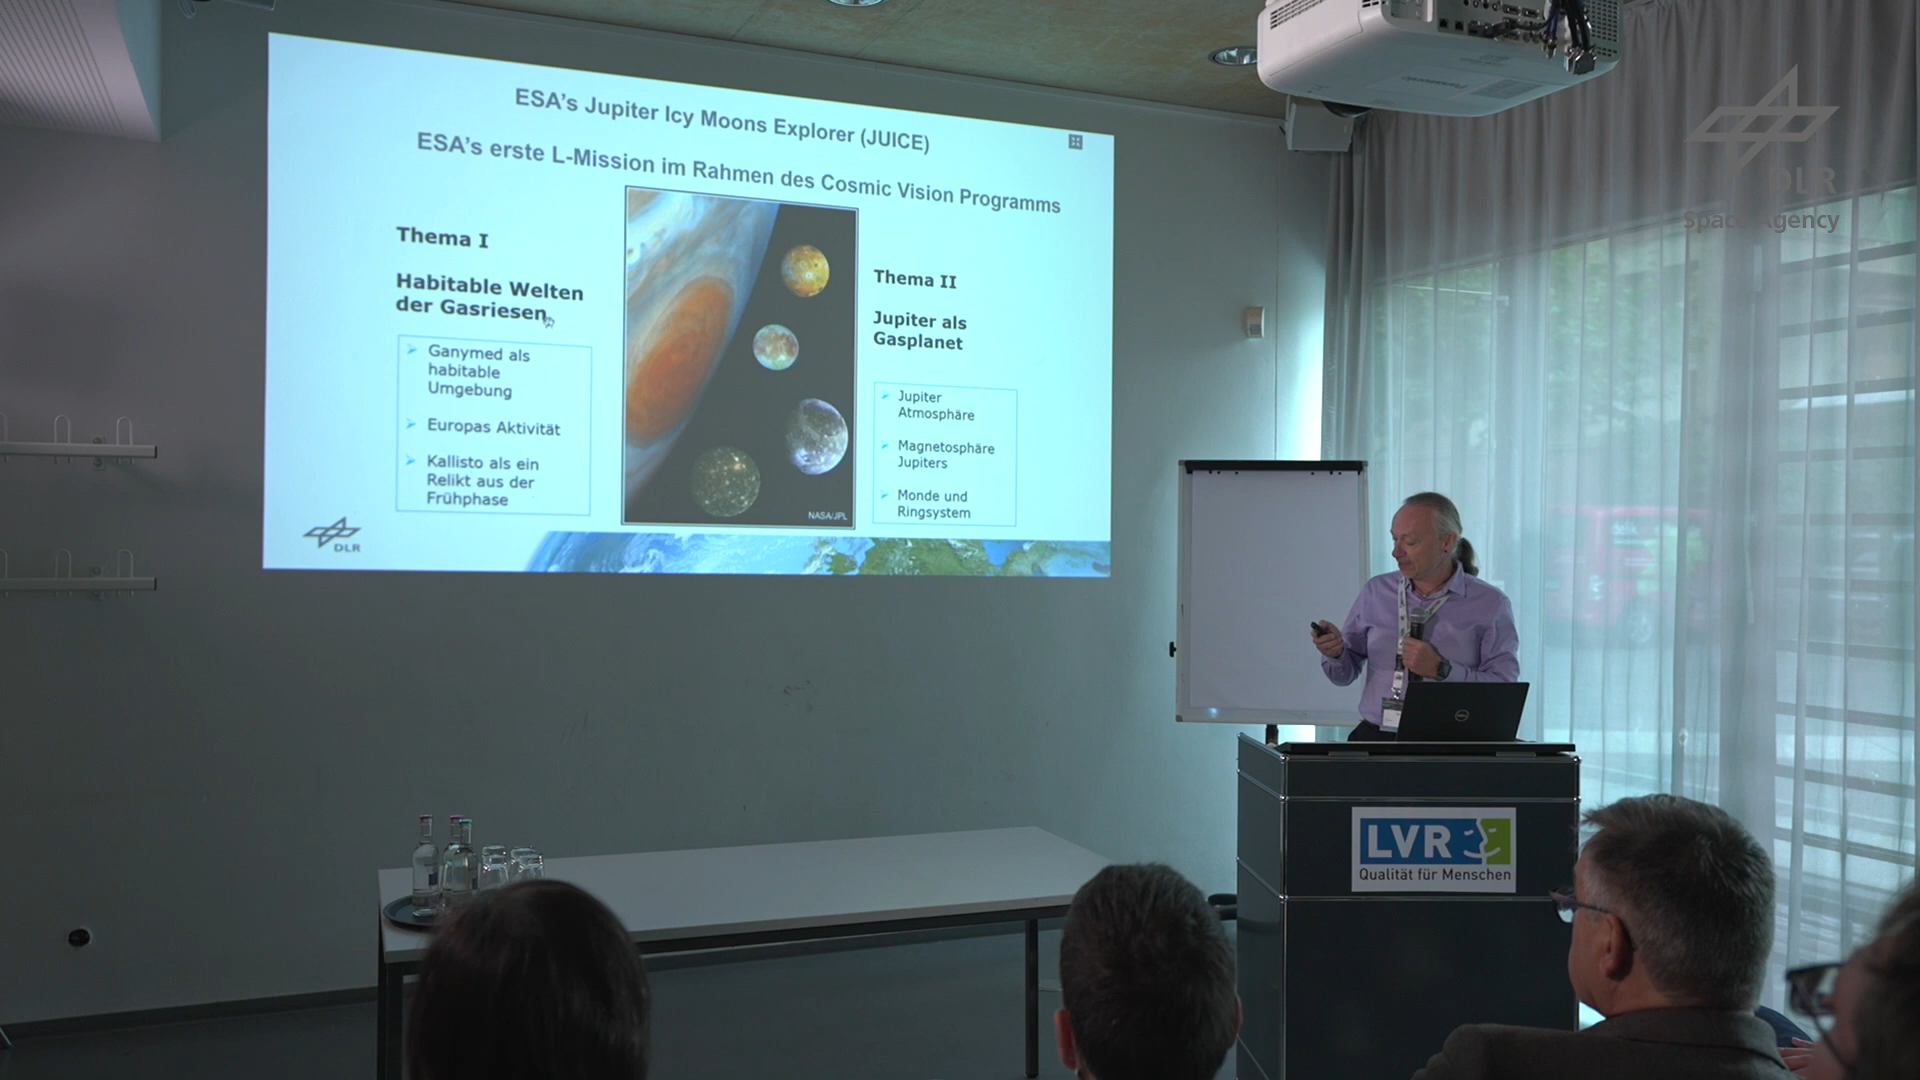 ESA's Jupiter Icy Moons Explorer (JUICE)
ESA's erste L-Mission im Rahmen des Cosmic Vision Programms
Thema I
Habitable Welten
der Gasriesen
➢ Ganymed als
habitable
Umgebung
➢ Europas Aktivität
➢ Kallisto als ein
Relikt aus der
Frühphase
NASA/JPL
Thema II
Jupiter als
Gasplanet
➢ Jupiter
Atmosphäre
➢ Magnetosphäre
Jupiters
➢ Monde und
Ringsystem
DLR
DLR
Space Agency
Panasonic
DELL
LVR
Qualität für Menschen